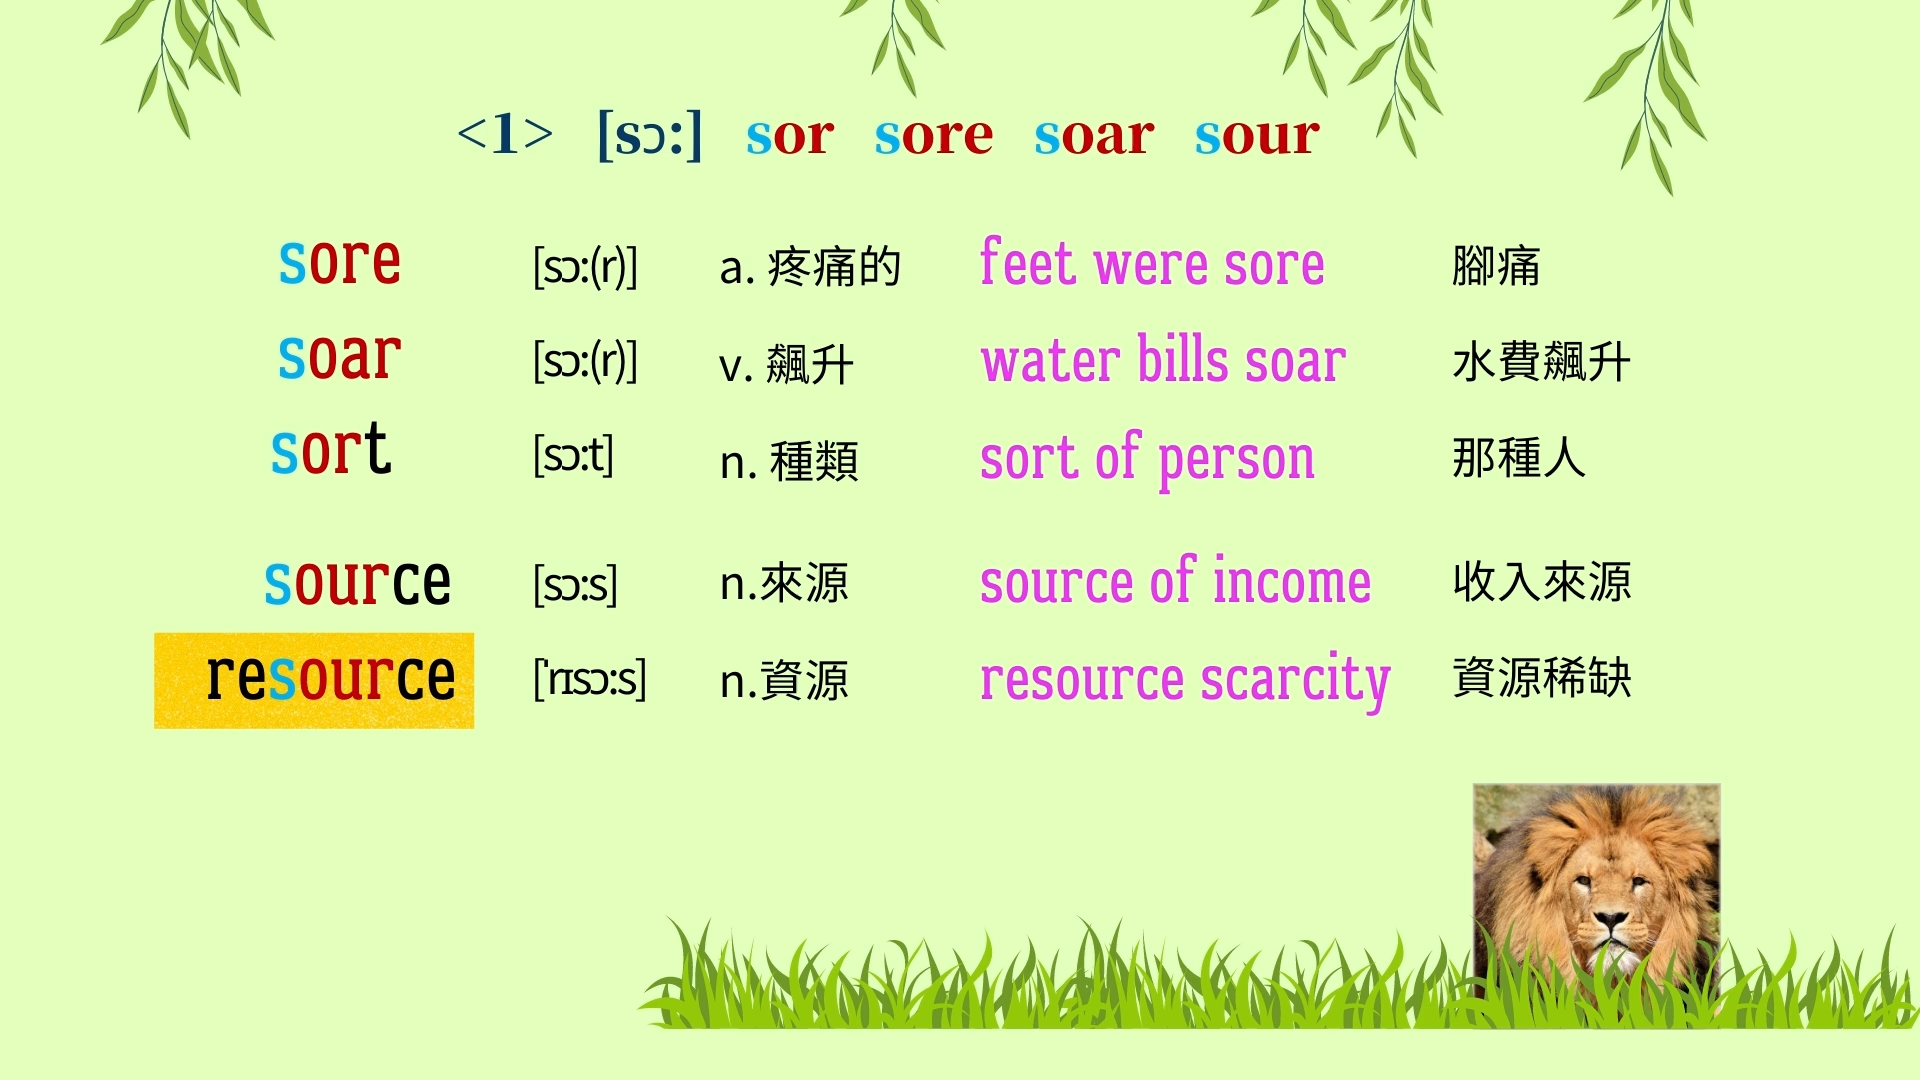 <1> [sɔ:] sor sore soar sour
sore [sɔ:(r)] a. 疼痛的 feet were sore 腳痛
soar [sɔ:(r)] v. 飆升 water bills soar 水費飆升
sort [sɔ:t] n. 種類 sort of person 那種人
source [sɔ:s] n.來源 source of income 收入來源
resource ['rɪsɔ:s] n.資源 resource scarcity 資源稀缺